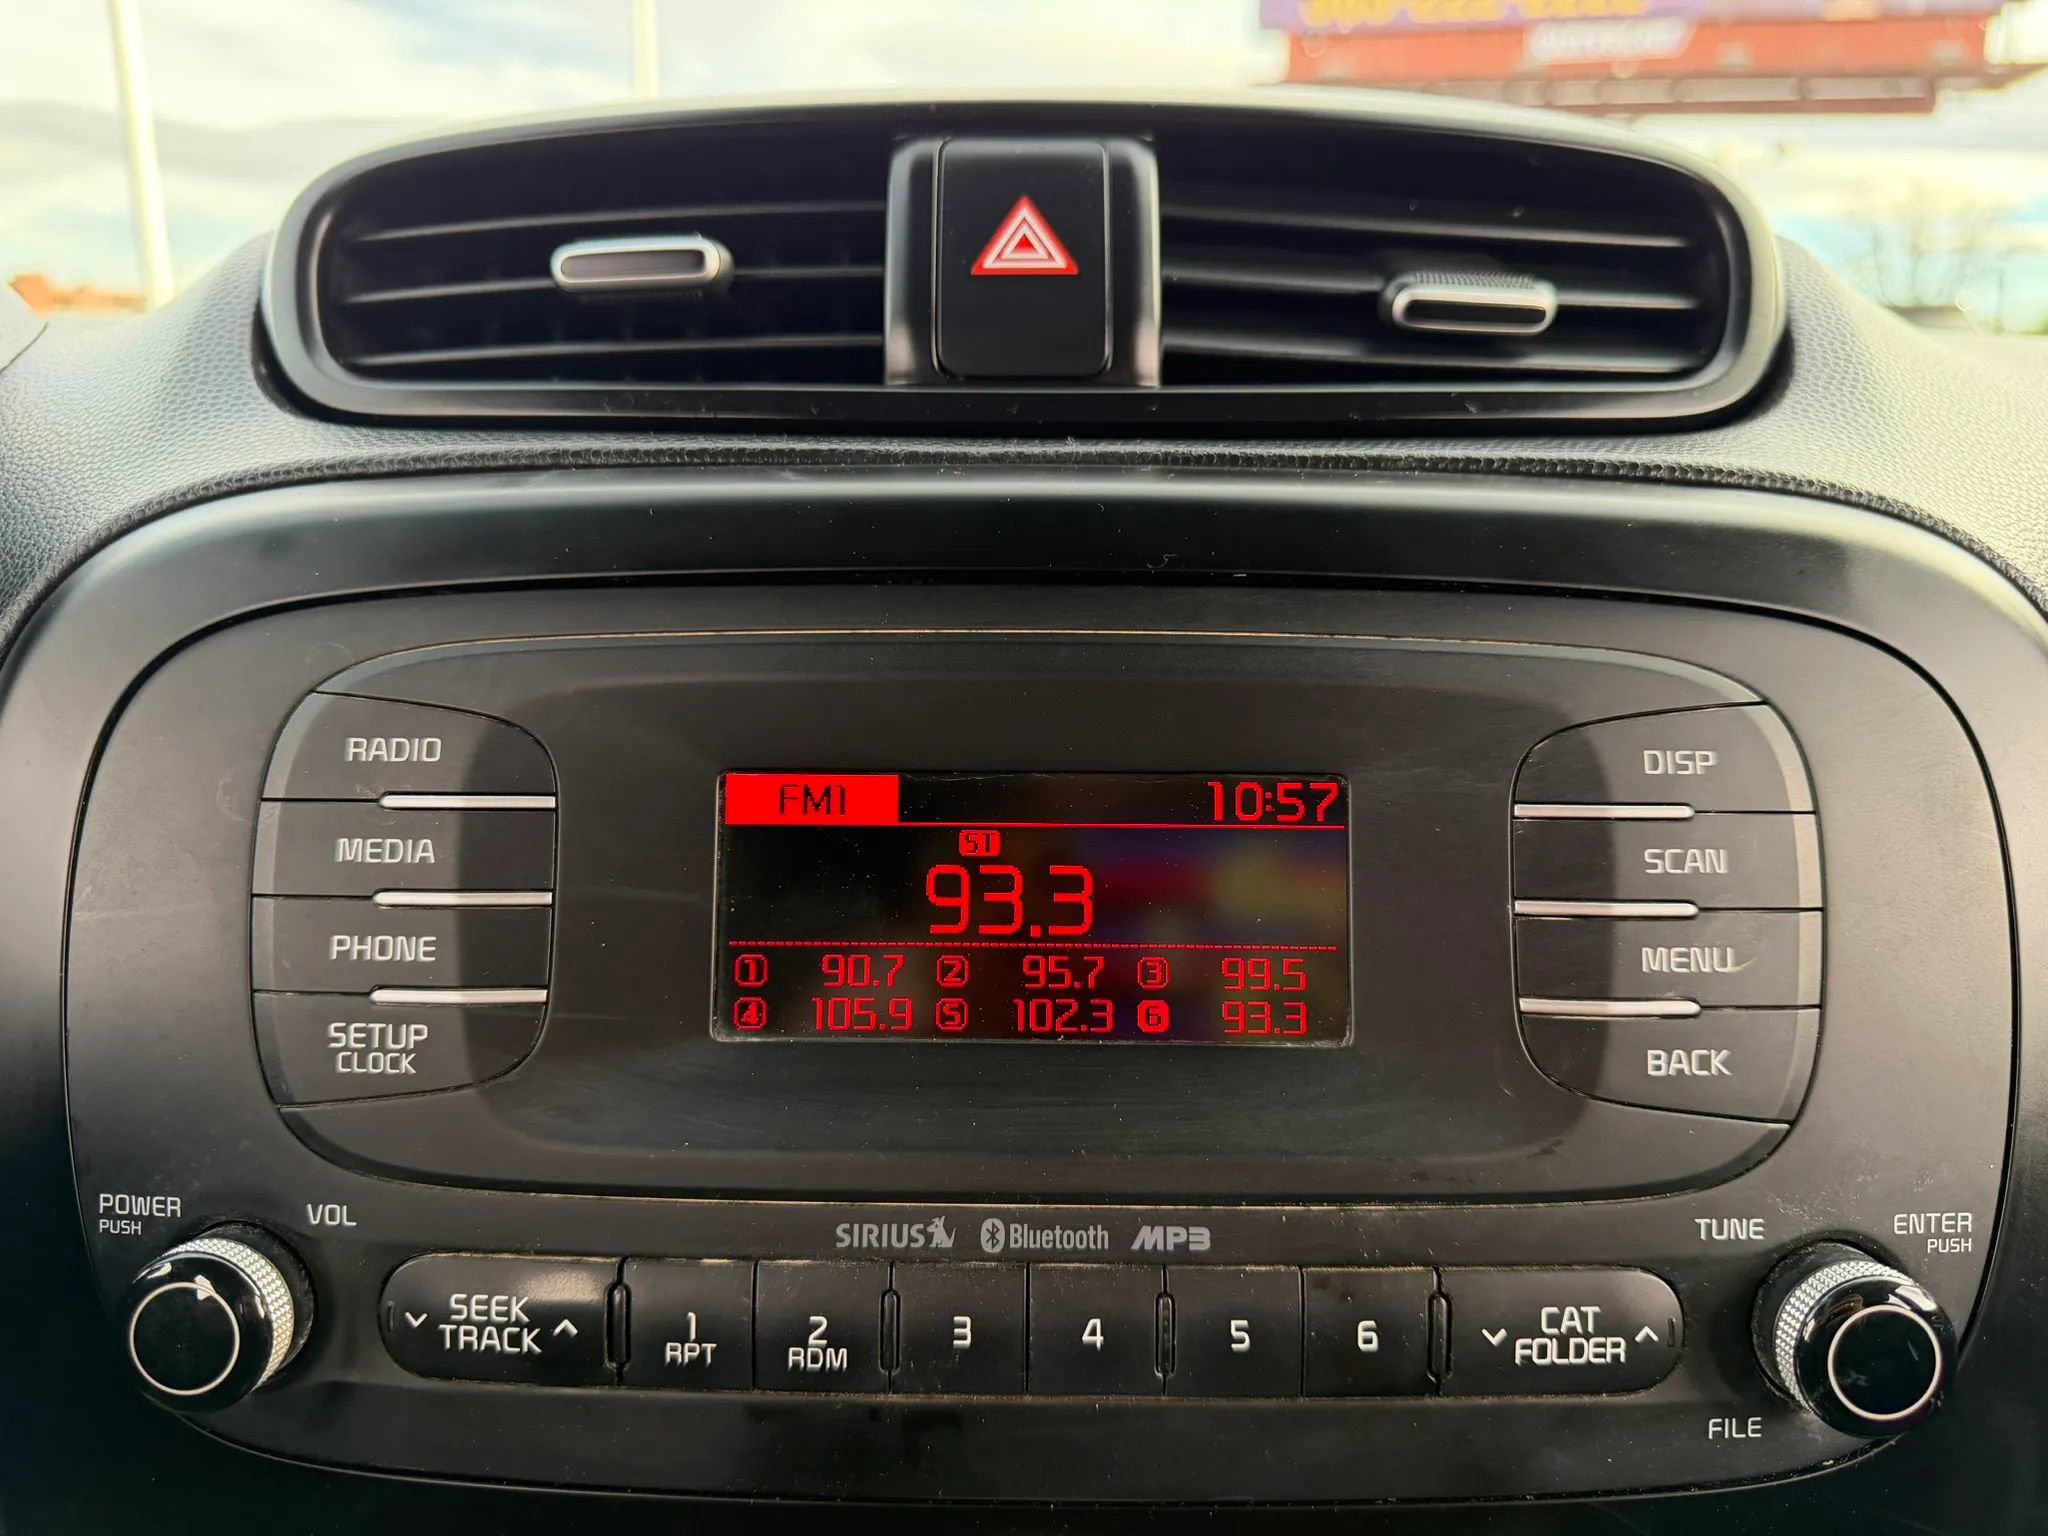 FM1 10:57
ST
93.3
1 90.7 2 95.7 3 99.5
4 105.9 5 102.3 6 93.3
RADIO
MEDIA
PHONE
SETUP
CLOCK
DISP
SCAN
MENU
BACK
POWER
PUSH
VOL
SIRIUS Bluetooth MP3
TUNE
ENTER
PUSH
SEEK
TRACK
1
RPT
2
RDM
3
4
5
6
CAT
FOLDER
FILE